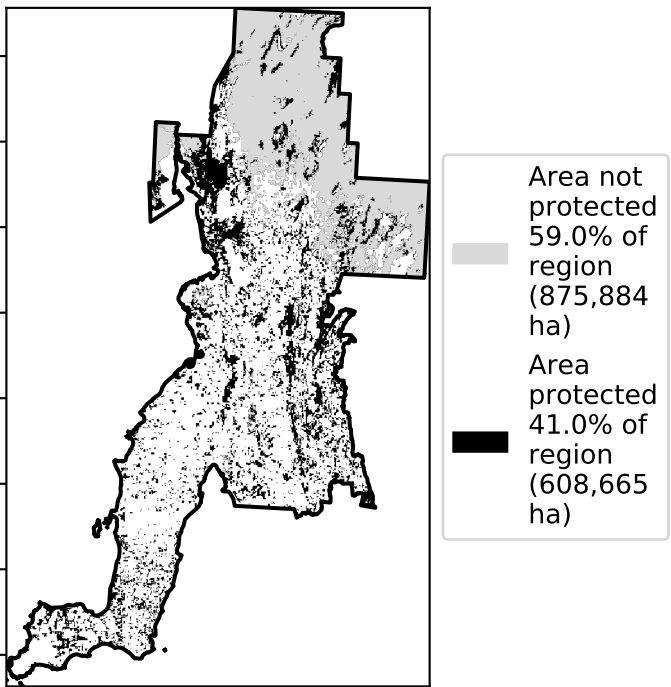 Area not
protected
59.0% of
region
(875,884
ha)
Area
protected
41.0% of
region
(608,665
ha)